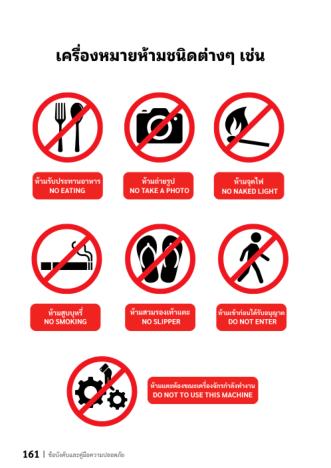 เครื่องหมายห้ามชนิดต่างๆ เช่น
ห้ามรับประทานอาหาร
NO EATING
ห้ามถ่ายรูป
NO TAKE A PHOTO
ห้ามจุดไฟ
NO NAKED LIGHT
ห้ามสูบบุหรี่
NO SMOKING
ห้ามสวมรองเท้าแตะ
NO SLIPPER
ห้ามเข้าก่อนได้รับอนุญาต
DO NOT ENTER
ห้ามแตะต้องขณะเครื่องจักรกำลังทำงาน
DO NOT TO USE THIS MACHINE
161 | ข้อบังคับและคู่มือความปลอดภัย